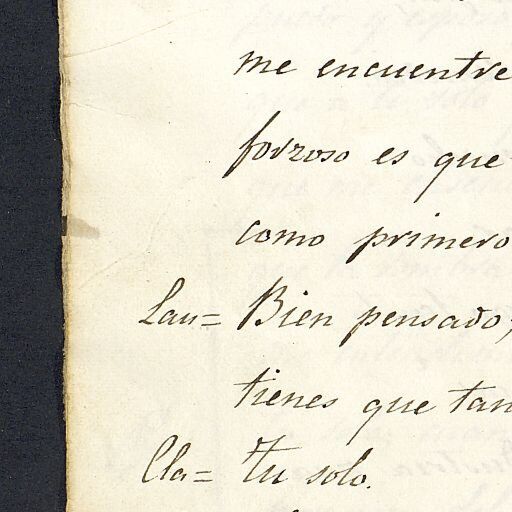 me encuentre
forzoso es que
como primero
Lau= Bien pensado;
tienes que tan
Cla= tu solo.